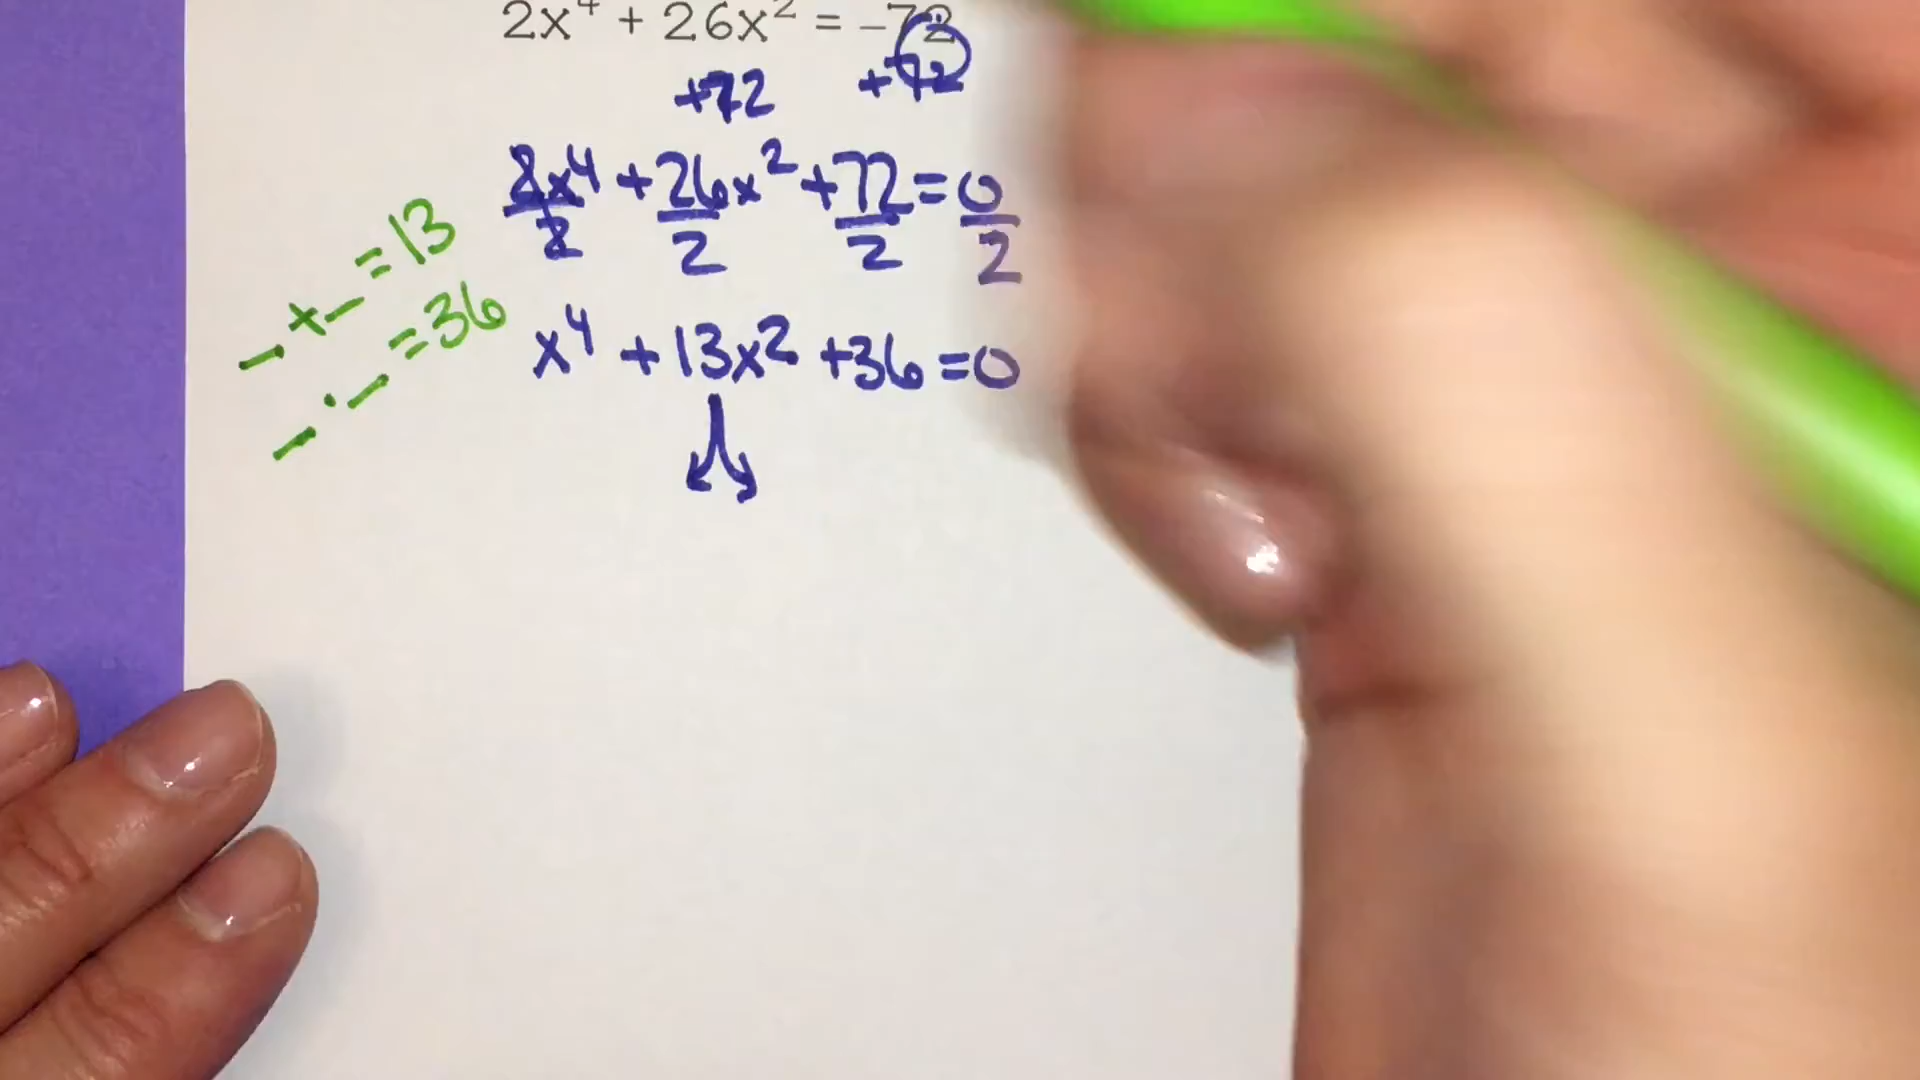 2x⁴ + 26x² = -72
+72 +72
2x⁴ + 26x² + 72 = 0
2 2 2 2
_ + _ = 13
_ · _ = 36
x⁴ + 13x² + 36 = 0